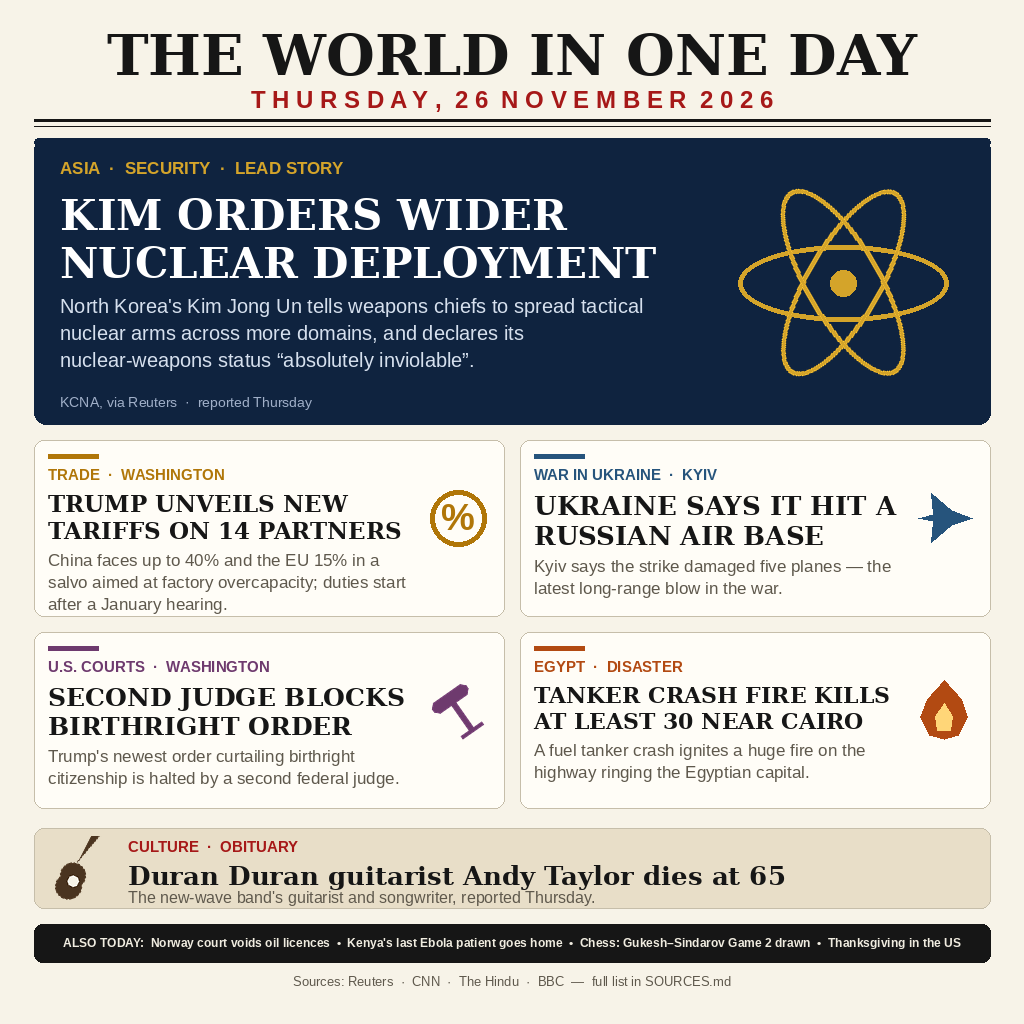 THE WORLD IN ONE DAY
THURSDAY, 26 NOVEMBER 2026
ASIA · SECURITY · LEAD STORY
KIM ORDERS WIDER
NUCLEAR DEPLOYMENT
North Korea's Kim Jong Un tells weapons chiefs to spread tactical
nuclear arms across more domains, and declares its
nuclear-weapons status “absolutely inviolable”.
KCNA, via Reuters · reported Thursday
TRADE · WASHINGTON
TRUMP UNVEILS NEW
TARIFFS ON 14 PARTNERS
China faces up to 40% and the EU 15% in a
salvo aimed at factory overcapacity; duties start
after a January hearing.
%
WAR IN UKRAINE · KYIV
UKRAINE SAYS IT HIT A
RUSSIAN AIR BASE
Kyiv says the strike damaged five planes — the
latest long-range blow in the war.
U.S. COURTS · WASHINGTON
SECOND JUDGE BLOCKS
BIRTHRIGHT ORDER
Trump's newest order curtailing birthright
citizenship is halted by a second federal judge.
EGYPT · DISASTER
TANKER CRASH FIRE KILLS
AT LEAST 30 NEAR CAIRO
A fuel tanker crash ignites a huge fire on the
highway ringing the Egyptian capital.
CULTURE · OBITUARY
Duran Duran guitarist Andy Taylor dies at 65
The new-wave band's guitarist and songwriter, reported Thursday.
ALSO TODAY: Norway court voids oil licences • Kenya's last Ebola patient goes home • Chess: Gukesh–Sindarov Game 2 drawn • Thanksgiving in the US
Sources: Reuters · CNN · The Hindu · BBC — full list in SOURCES.md